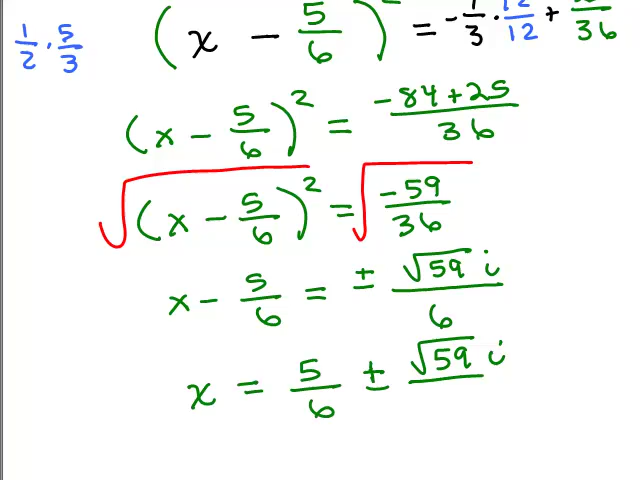 1/2 · 5/3
(x - 5/6)² = -7/3 · 12/12 + 25/36
(x - 5/6)² = (-84+25)/36
√(x - 5/6)² = √(-59/36)
x - 5/6 = ± √59 i/6
x = 5/6 ± √59 i